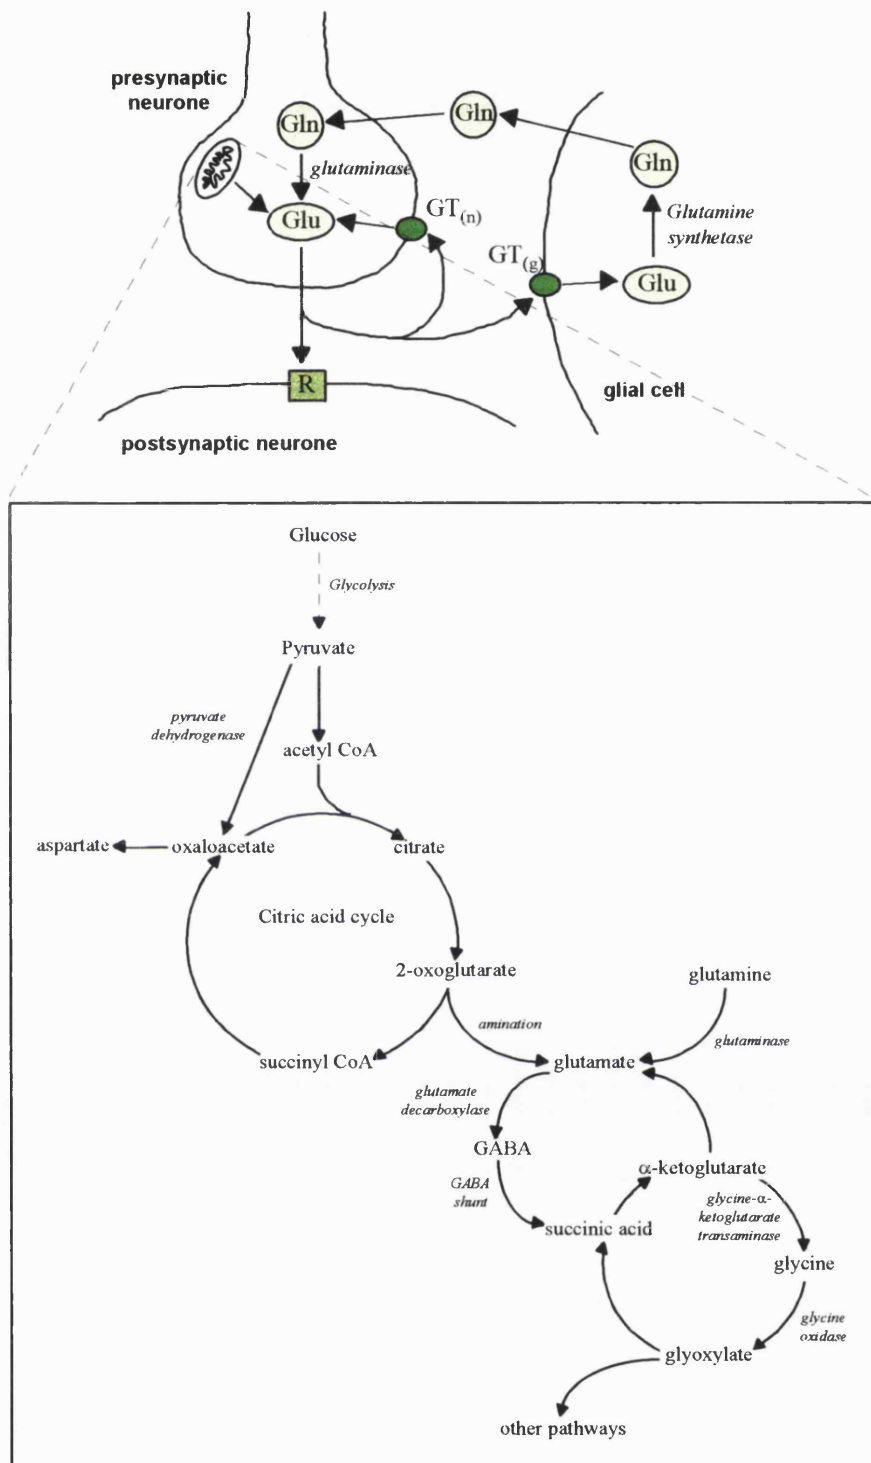 presynaptic
neurone
Gln
Gln
Gln
glutaminase
Glu
GT(n)
Glutamine
synthetase
GT(g)
Glu
R
glial cell
postsynaptic neurone
Glucose
Glycolysis
Pyruvate
pyruvate
dehydrogenase
acetyl CoA
aspartate
oxaloacetate
citrate
Citric acid cycle
2-oxoglutarate
glutamine
amination
glutaminase
succinyl CoA
glutamate
glutamate
decarboxylase
GABA
α-ketoglutarate
GABA
shunt
glycine-α-
ketoglutarate
transaminase
succinic acid
glycine
glycine
oxidase
glyoxylate
other pathways